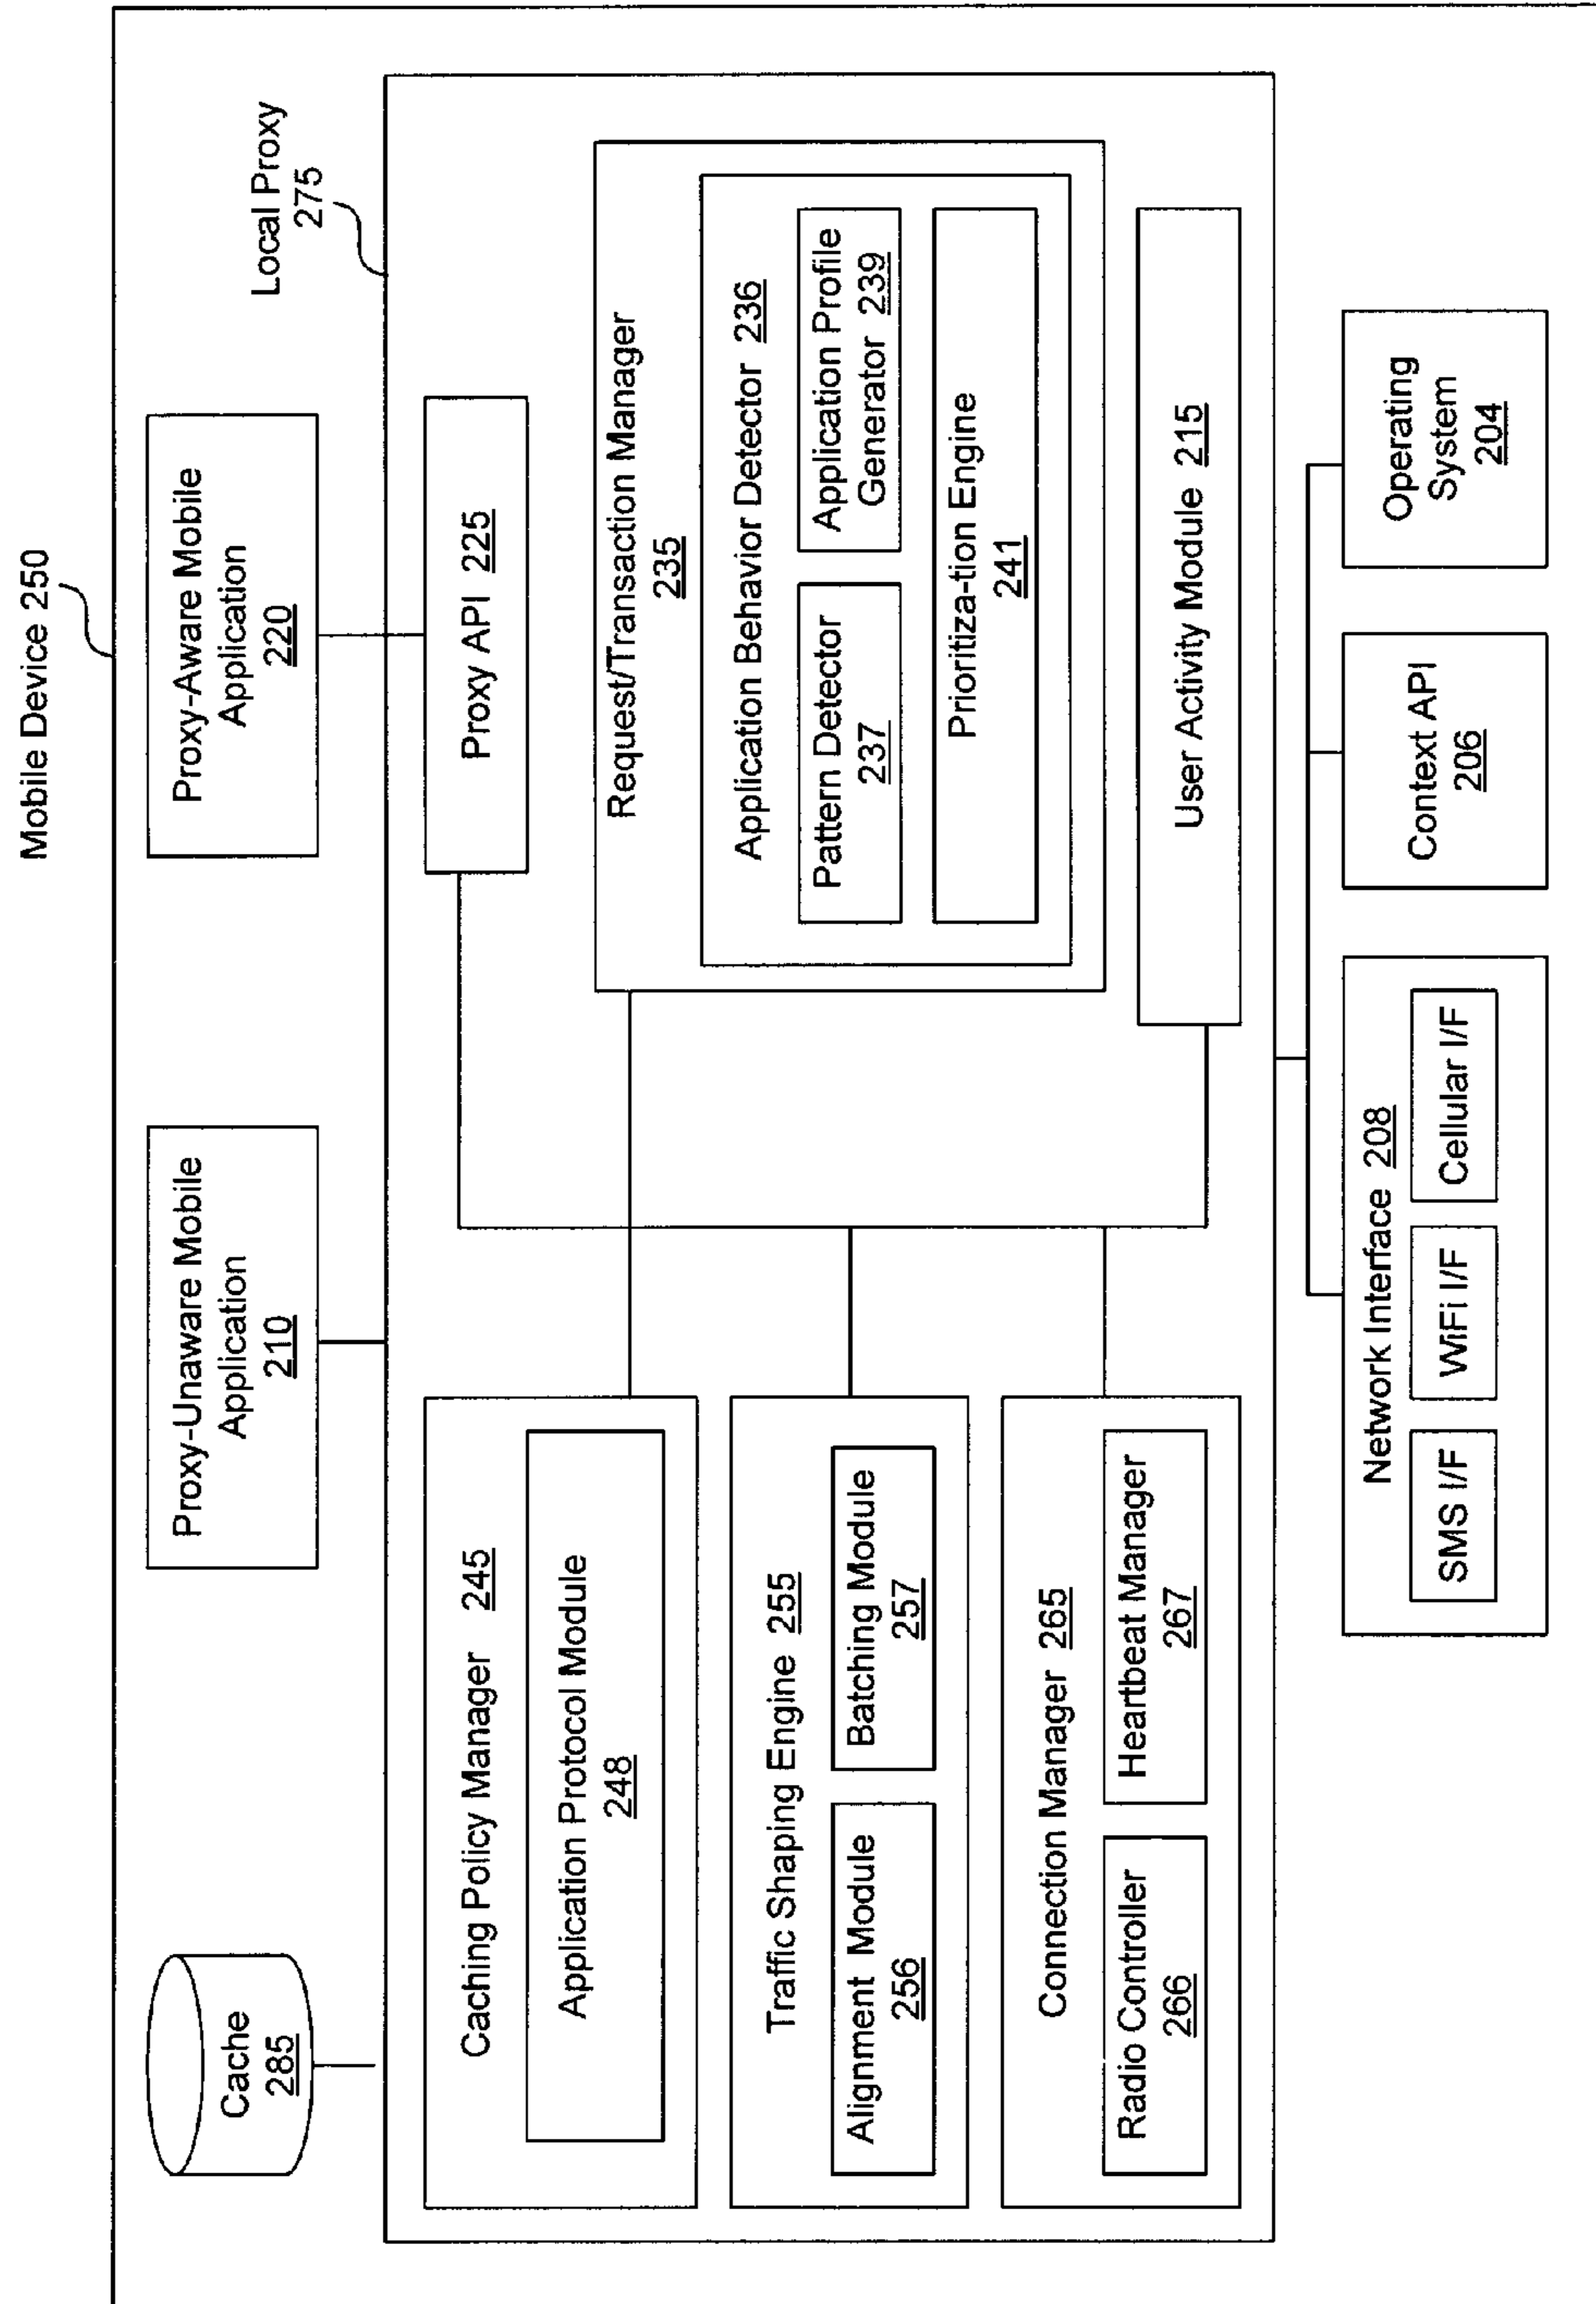 Mobile Device 250
Local Proxy
275
Cache
285
Proxy-Unaware Mobile
Application
210
Proxy-Aware Mobile
Application
220
Caching Policy Manager 245
Application Protocol Module
248
Traffic Shaping Engine 255
Alignment Module
256
Batching Module
257
Connection Manager 265
Radio Controller
266
Heartbeat Manager
267
Proxy API 225
Request/Transaction Manager
235
Application Behavior Detector 236
Pattern Detector
237
Application Profile
Generator 239
Prioritiza-tion Engine
241
User Activity Module 215
Network Interface 208
SMS I/F
WiFi I/F
Cellular I/F
Context API
206
Operating
System
204